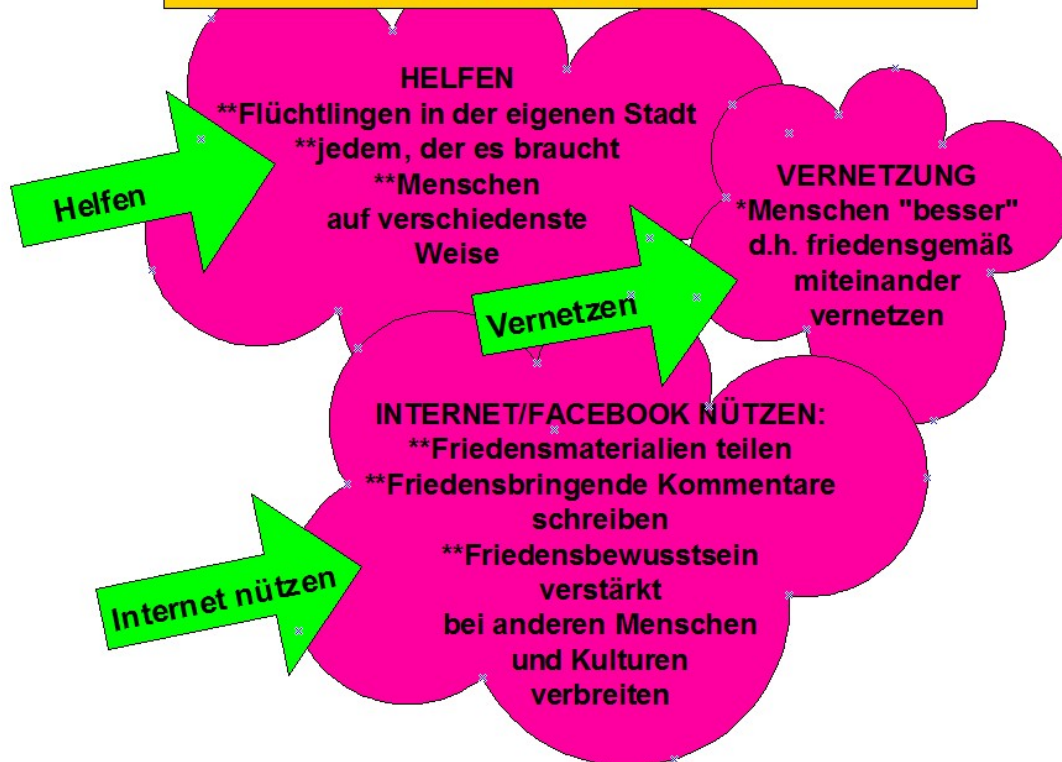 HELFEN
**Flüchtlingen in der eigenen Stadt
**jedem, der es braucht
**Menschen
auf verschiedenste
Weise
Helfen
VERNETZUNG
*Menschen "besser"
d.h. friedensgemäß
miteinander
vernetzen
Vernetzen
INTERNET/FACEBOOK NÜTZEN:
**Friedensmaterialien teilen
**Friedensbringende Kommentare
schreiben
**Friedensbewusstsein
verstärkt
bei anderen Menschen
und Kulturen
verbreiten
Internet nützen